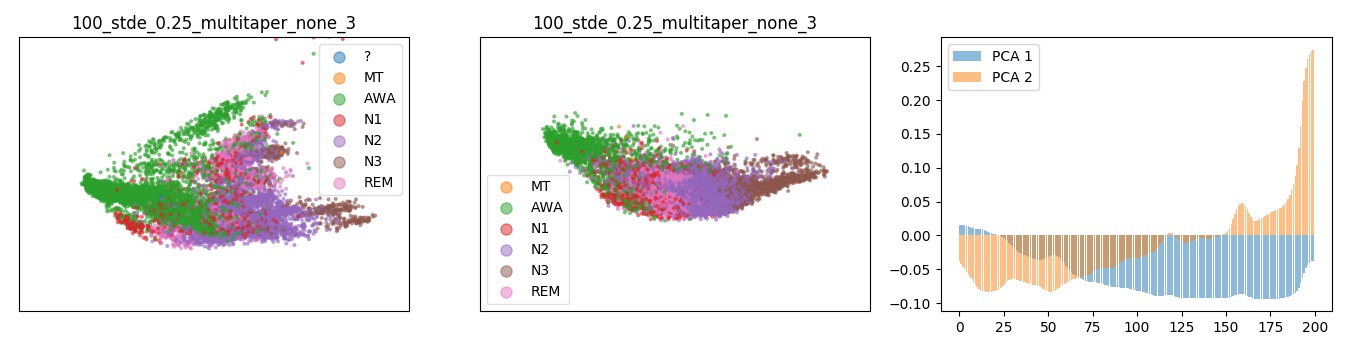 100_stde_0.25_multitaper_none_3
?
MT
AWA
N1
N2
N3
REM
100_stde_0.25_multitaper_none_3
MT
AWA
N1
N2
N3
REM
PCA 1
PCA 2
0.25
0.20
0.15
0.10
0.05
0.00
−0.05
−0.10
0 25 50 75 100 125 150 175 200